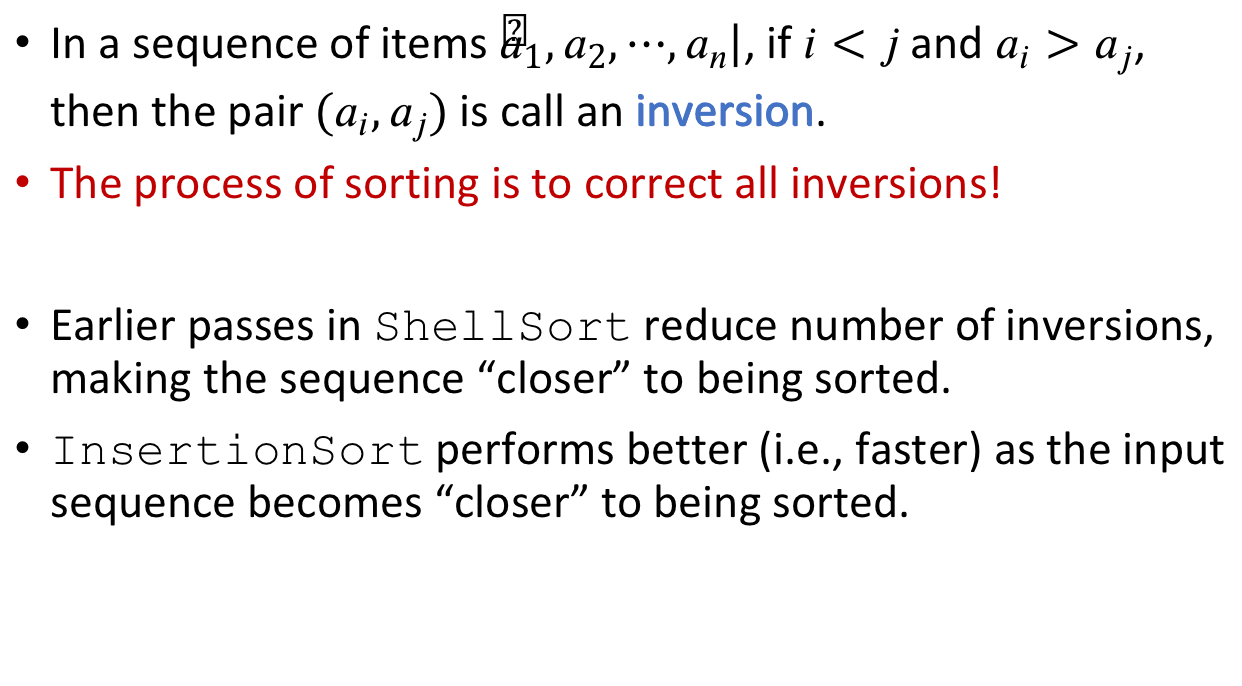 • In a sequence of items a₁, a₂, ⋯, aₙ|, if i < j and aᵢ > aⱼ,
then the pair (aᵢ, aⱼ) is call an inversion.
• The process of sorting is to correct all inversions!
• Earlier passes in ShellSort reduce number of inversions,
making the sequence “closer” to being sorted.
• InsertionSort performs better (i.e., faster) as the input
sequence becomes “closer” to being sorted.